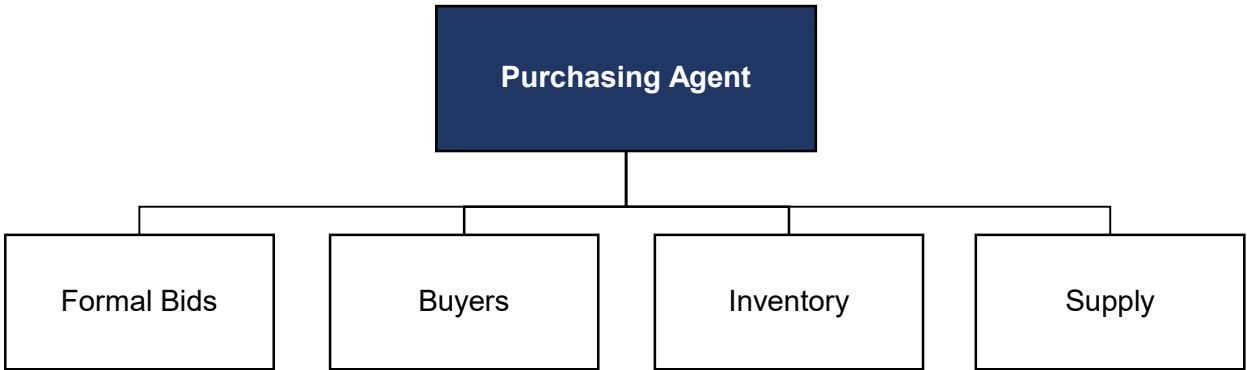 Purchasing Agent
Formal Bids
Buyers
Inventory
Supply